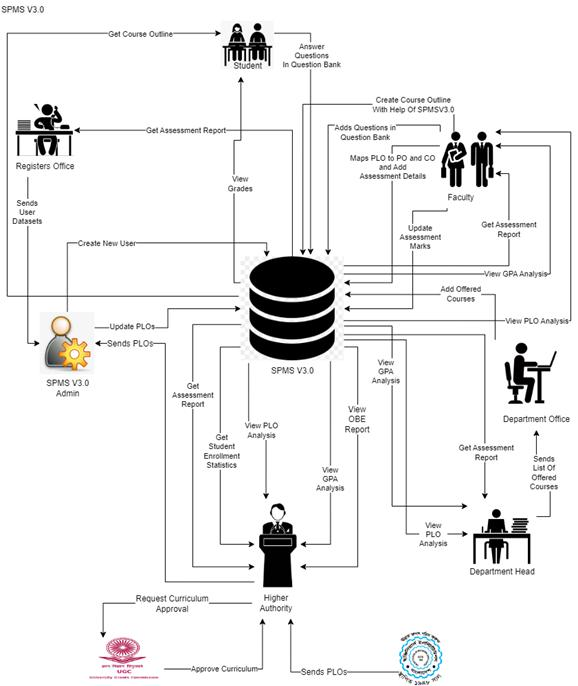 SPMS V3.0
Get Course Outline
Student
Answer
Questions
In Question Bank
Create Course Outline
With Help Of SPMSV3.0
Get Assessment Report
Adds Questions in
Question Bank
Registers Office
Maps PLO to PO and CO
and Add
Assessment Details
View
Grades
Faculty
Sends
User
Datasets
Update
Assessment
Marks
Get Assessment
Report
Create New User
View GPA Analysis
Add Offered
Courses
Update PLOs
View PLO Analysis
Sends PLOs
SPMS V3.0
SPMS V3.0
Admin
View
GPA
Analysis
Get
Assessment
Report
View
OBE
Report
Department Office
View PLO
Analysis
Get
Student
Enrollment
Statistics
Get Assessment
Report
Sends
List Of
Offered
Courses
View
GPA
Analysis
View
PLO
Analysis
Department Head
Higher
Authority
Request Curriculum
Approval
UGC
University Grants Commission
Approve Curriculum
Sends PLOs